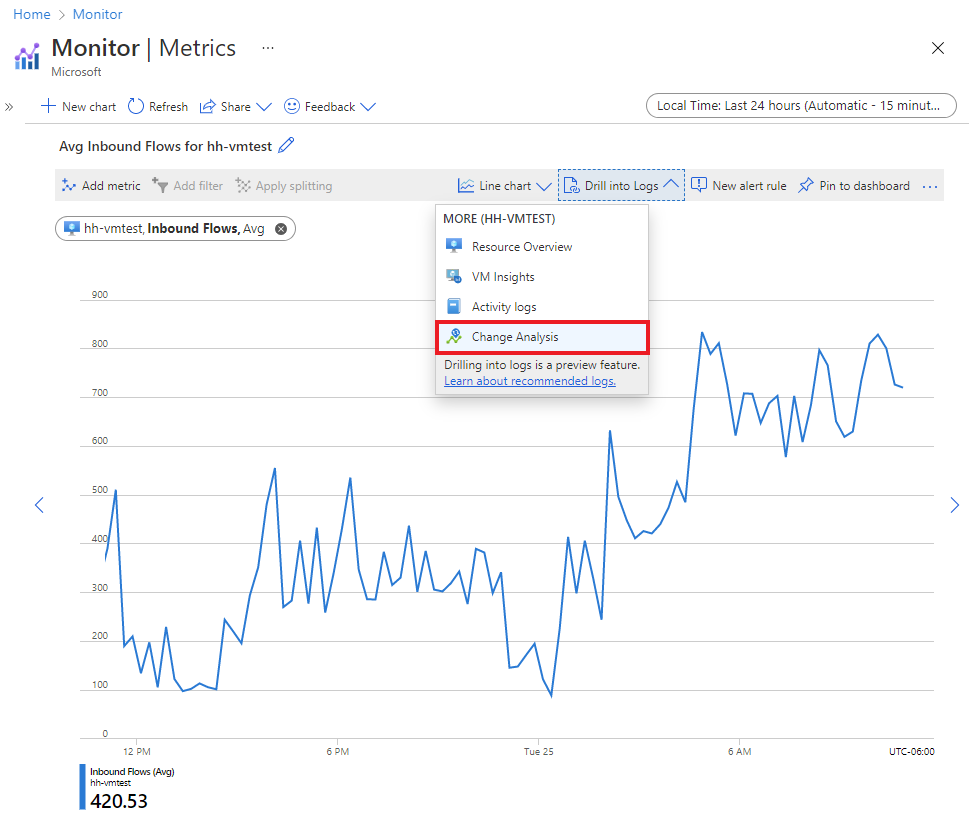 Home > Monitor
Monitor | Metrics ...
Microsoft
New chart Refresh Share Feedback Local Time: Last 24 hours (Automatic - 15 minut...
Avg Inbound Flows for hh-vmtest
Add metric Add filter Apply splitting Line chart Drill into Logs New alert rule Pin to dashboard ...
hh-vmtest, Inbound Flows, Avg
MORE (HH-VMTEST)
Resource Overview
VM Insights
Activity logs
Change Analysis
Drilling into logs is a preview feature.
Learn about recommended logs.
900
800
700
600
500
400
300
200
100
0
12 PM 6 PM Tue 25 6 AM UTC-06:00
Inbound Flows (Avg)
hh-vmtest
420.53